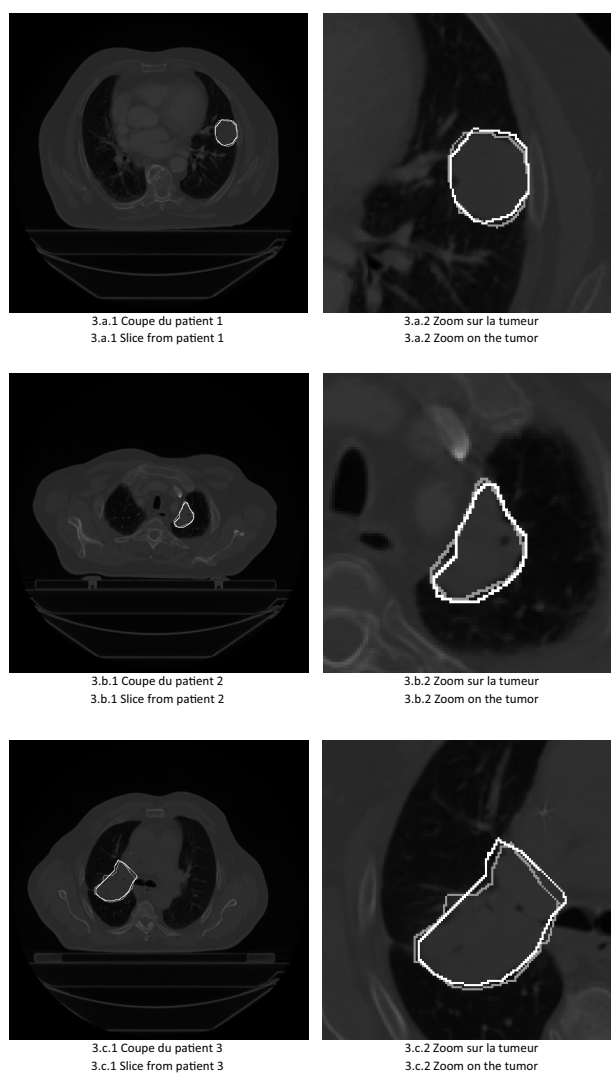 3.a.1 Coupe du patient 1
3.a.1 Slice from patient 1
3.a.2 Zoom sur la tumeur
3.a.2 Zoom on the tumor
3.b.1 Coupe du patient 2
3.b.1 Slice from patient 2
3.b.2 Zoom sur la tumeur
3.b.2 Zoom on the tumor
3.c.1 Coupe du patient 3
3.c.1 Slice from patient 3
3.c.2 Zoom sur la tumeur
3.c.2 Zoom on the tumor